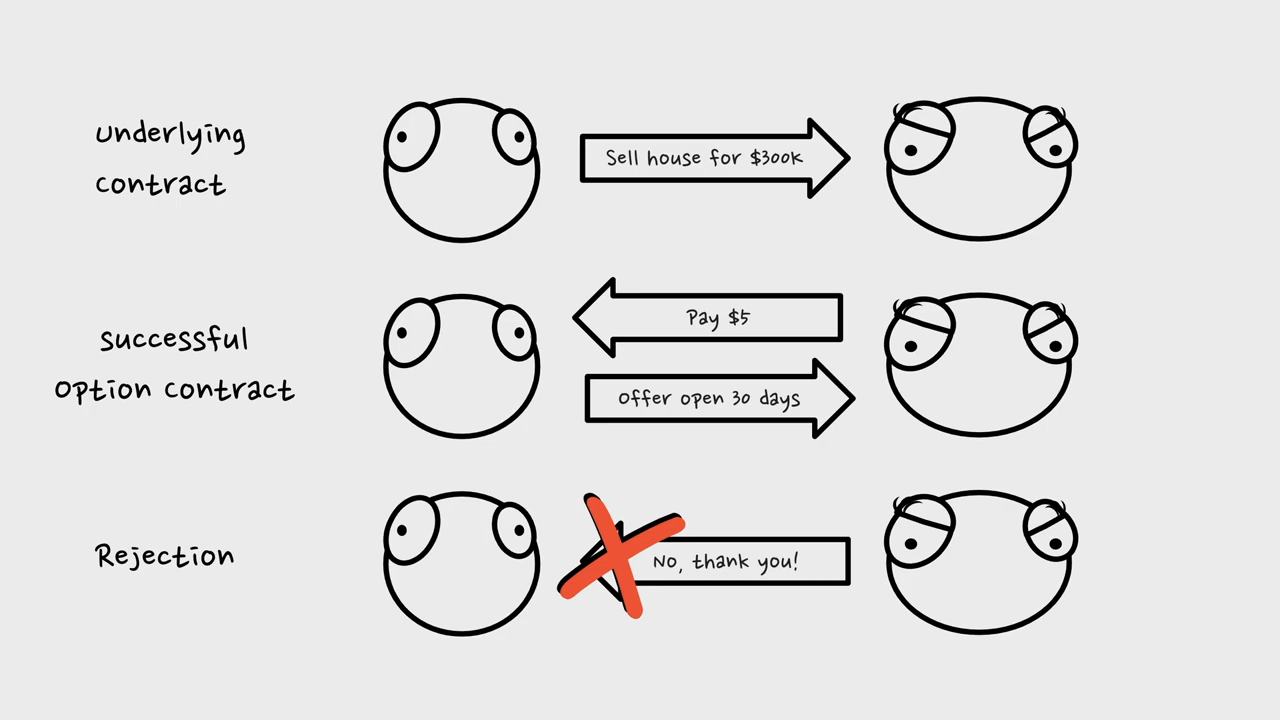 underlying
contract
Sell house for $300k
successful
option contract
Pay $5
Offer open 30 days
Rejection
No, thank you!